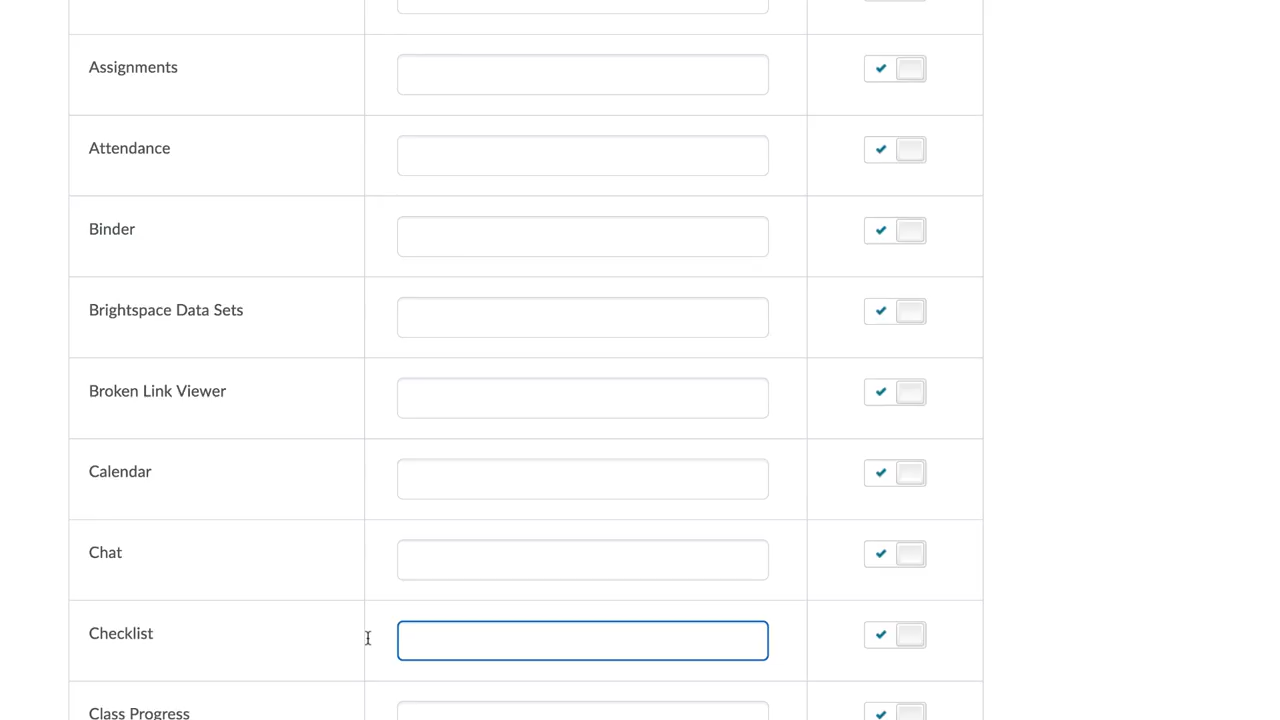 Assignments
Attendance
Binder
Brightspace Data Sets
Broken Link Viewer
Calendar
Chat
Checklist
Class Progress